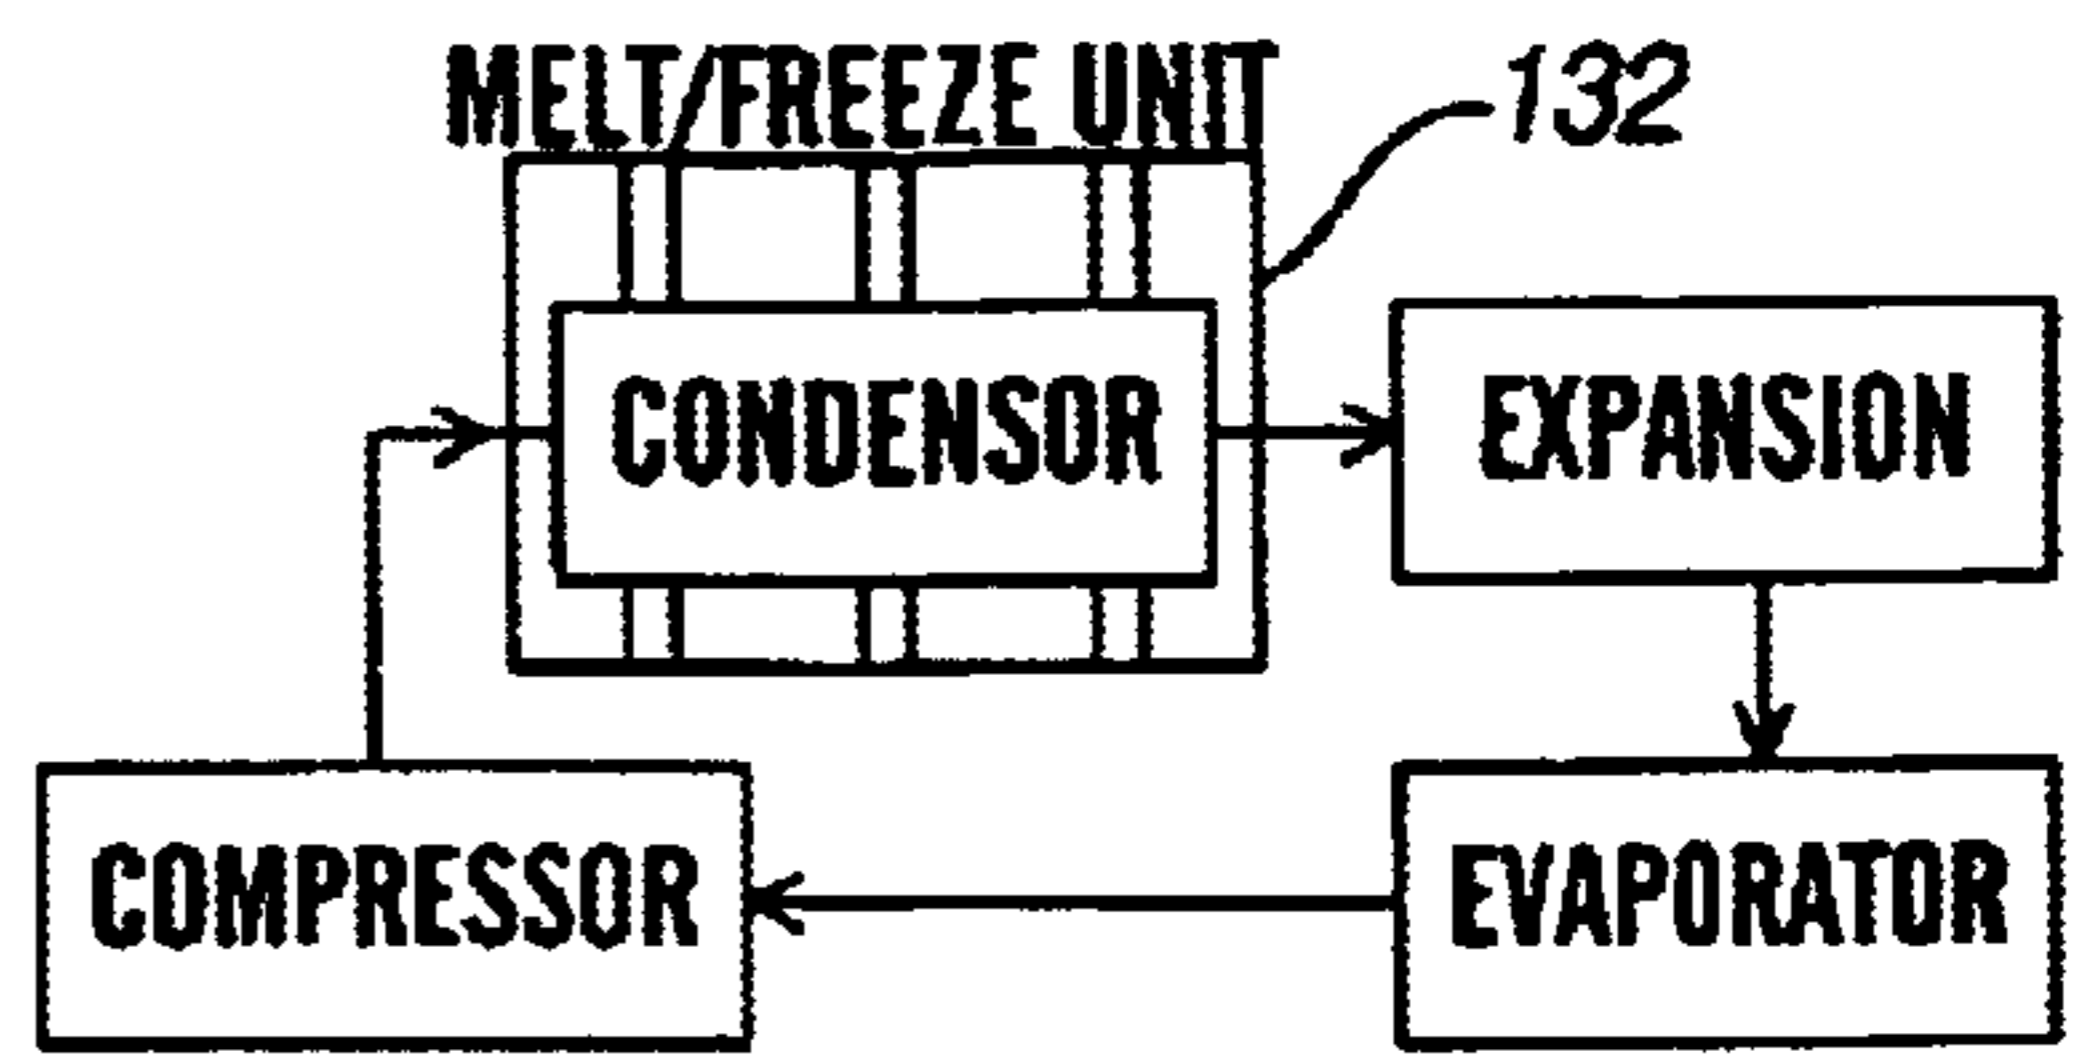 MELT/FREEZE UNIT
132
CONDENSOR
EXPANSION
COMPRESSOR
EVAPORATOR